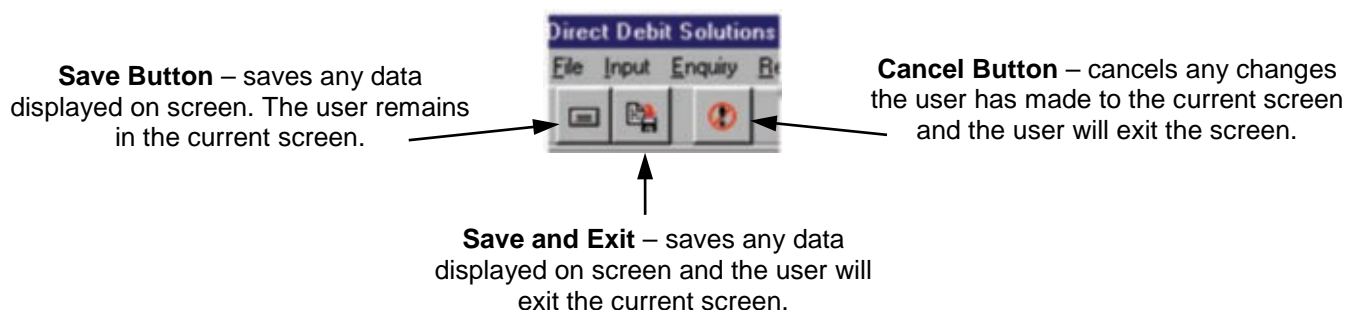 Direct Debit Solutions
File Input Enquiry Re
Save Button – saves any data
displayed on screen. The user remains
in the current screen.
Cancel Button – cancels any changes
the user has made to the current screen
and the user will exit the screen.
Save and Exit – saves any data
displayed on screen and the user will
exit the current screen.